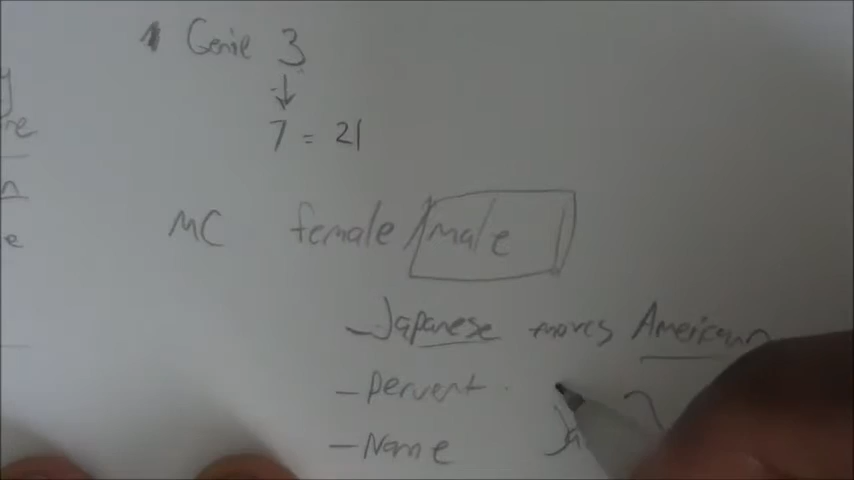 Genie 3
↓
7 = 21
MC female / male
- Japanese moves American
- Pervert
- Name